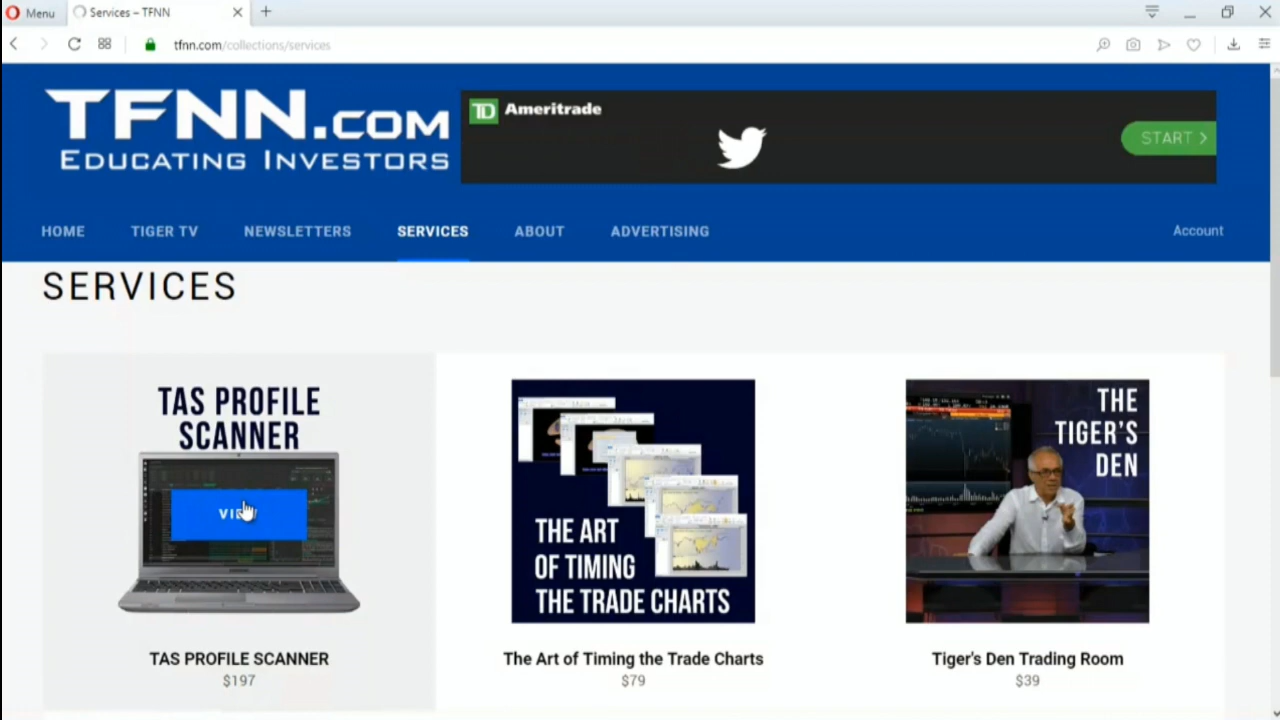 Menu
Services – TFNN
tfnn.com/collections/services
TFNN.COM
EDUCATING INVESTORS
TD Ameritrade
START >
HOME
TIGER TV
NEWSLETTERS
SERVICES
ABOUT
ADVERTISING
Account
SERVICES
TAS PROFILE
SCANNER
TAS PROFILE SCANNER
$197
THE ART
OF TIMING
THE TRADE CHARTS
The Art of Timing the Trade Charts
$79
THE
TIGER'S
DEN
Tiger's Den Trading Room
$39